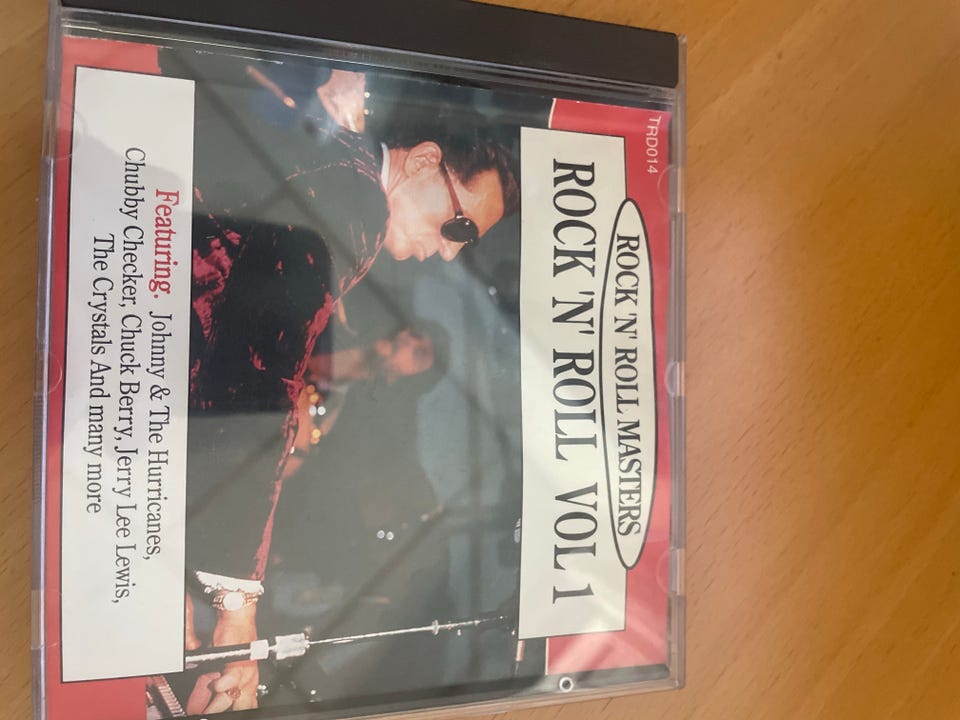 TRD014
ROCK 'N' ROLL MASTERS
ROCK 'N' ROLL VOL 1
Featuring. Johnny & The Hurricanes,
Chubby Checker, Chuck Berry, Jerry Lee Lewis,
The Crystals And many more